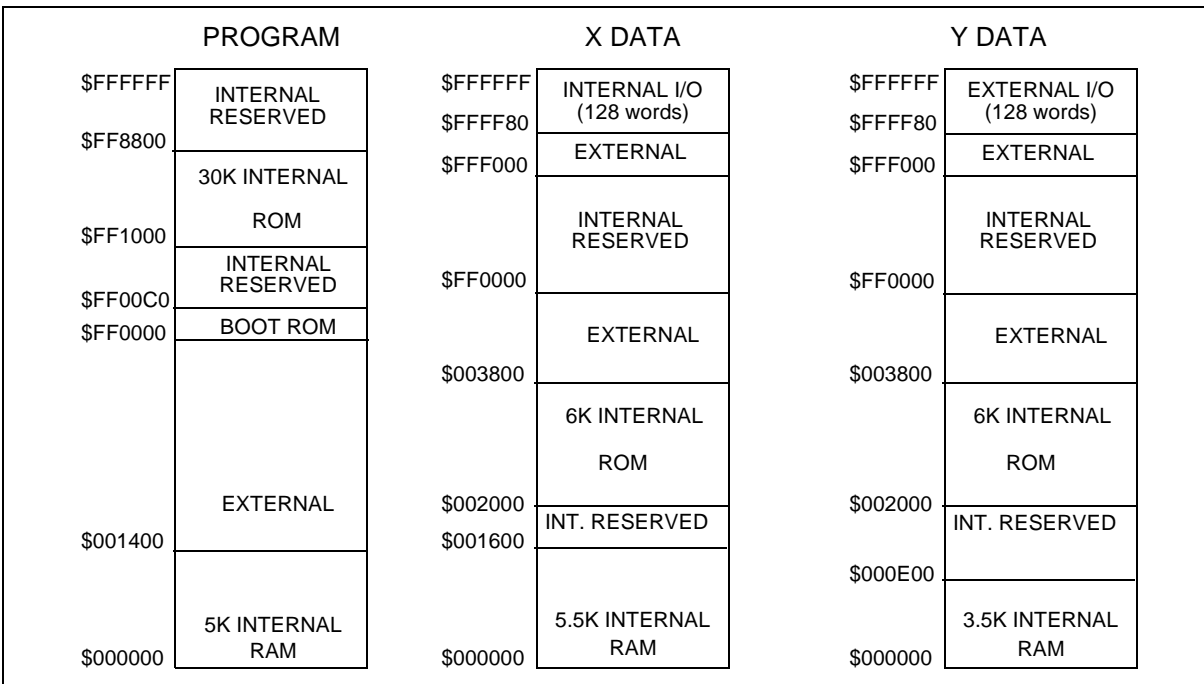 PROGRAM
$FFFFFF
INTERNAL
RESERVED
$FF8800
30K INTERNAL
ROM
$FF1000
INTERNAL
RESERVED
$FF00C0
BOOT ROM
$FF0000
EXTERNAL
$001400
5K INTERNAL
RAM
$000000
X DATA
$FFFFFF
INTERNAL I/O
(128 words)
$FFFF80
EXTERNAL
$FFF000
INTERNAL
RESERVED
$FF0000
EXTERNAL
$003800
6K INTERNAL
ROM
$002000
INT. RESERVED
$001600
5.5K INTERNAL
RAM
$000000
Y DATA
$FFFFFF
EXTERNAL I/O
(128 words)
$FFFF80
EXTERNAL
$FFF000
INTERNAL
RESERVED
$FF0000
EXTERNAL
$003800
6K INTERNAL
ROM
$002000
INT. RESERVED
$000E00
3.5K INTERNAL
RAM
$000000